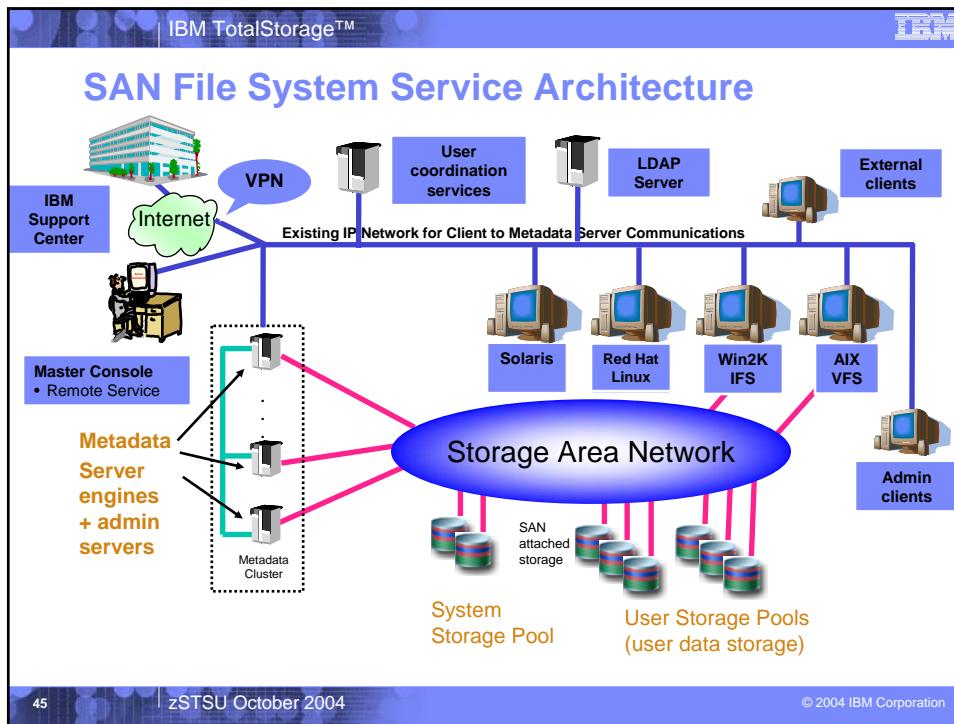 IBM TotalStorage™
IBM
SAN File System Service Architecture
IBM
Support
Center
Internet
VPN
User
coordination
services
LDAP
Server
External
clients
Existing IP Network for Client to Metadata Server Communications
Solaris
Red Hat
Linux
Win2K
IFS
AIX
VFS
Master Console
• Remote Service
Metadata
Server
engines
+ admin
servers
Metadata
Cluster
Storage Area Network
Admin
clients
SAN
attached
storage
System
Storage Pool
User Storage Pools
(user data storage)
45
zSTSU October 2004
© 2004 IBM Corporation